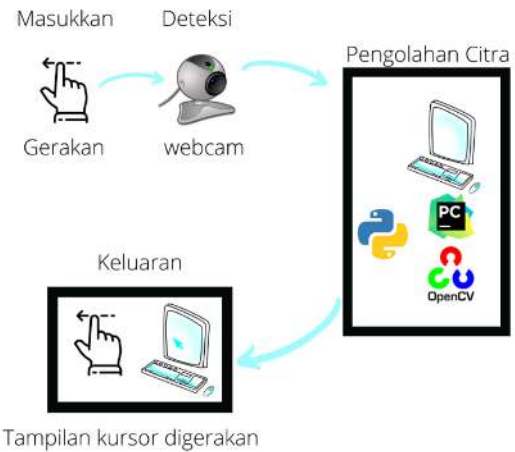 Masukkan
Deteksi
Gerakan
webcam
Pengolahan Citra
PC
OpenCV
Keluaran
Tampilan kursor digerakan